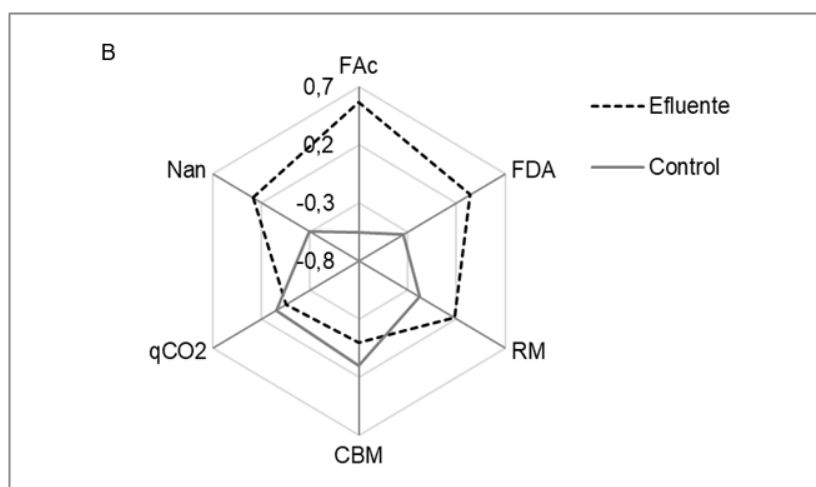 B
FAc
0,7
0,2
-0,3
-0,8
FDA
RM
CBM
qCO2
Nan
Efluente
Control